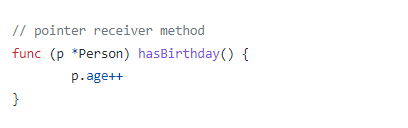 // pointer receiver method
func (p *Person) hasBirthday() {
        p.age++
}